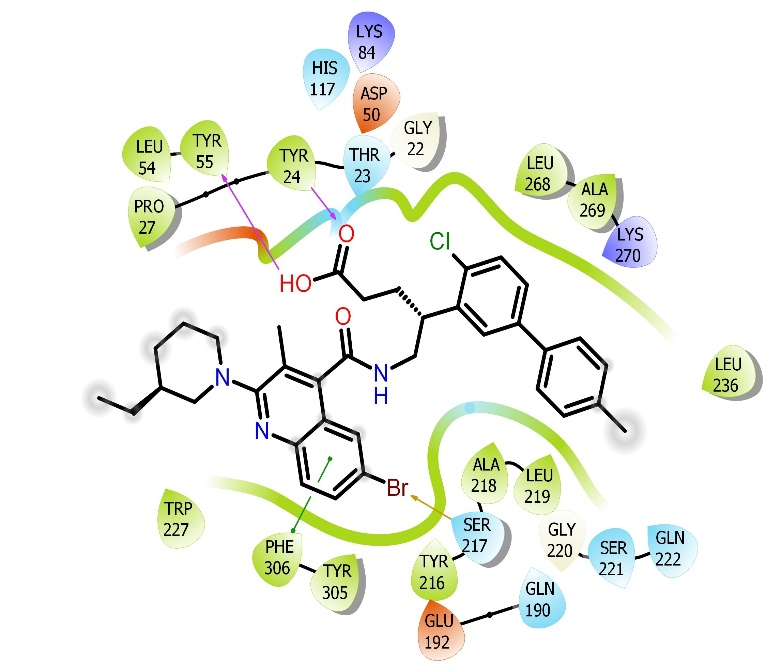 LYS
84
HIS
117
ASP
50
GLY
22
THR
23
TYR
24
TYR
55
LEU
54
PRO
27
LEU
268
ALA
269
LYS
270
LEU
236
O
HO
Cl
O
N
H
N
N
Br
TRP
227
PHE
306
TYR
305
ALA
218
LEU
219
SER
217
TYR
216
GLY
220
SER
221
GLN
222
GLN
190
GLU
192